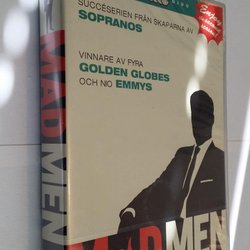 SUCCÉSERIEN FRÅN SKAPARNA AV
SOPRANOS
VINNARE AV FYRA
GOLDEN GLOBES
OCH NIO EMMYS
MAD MEN
MAD MEN